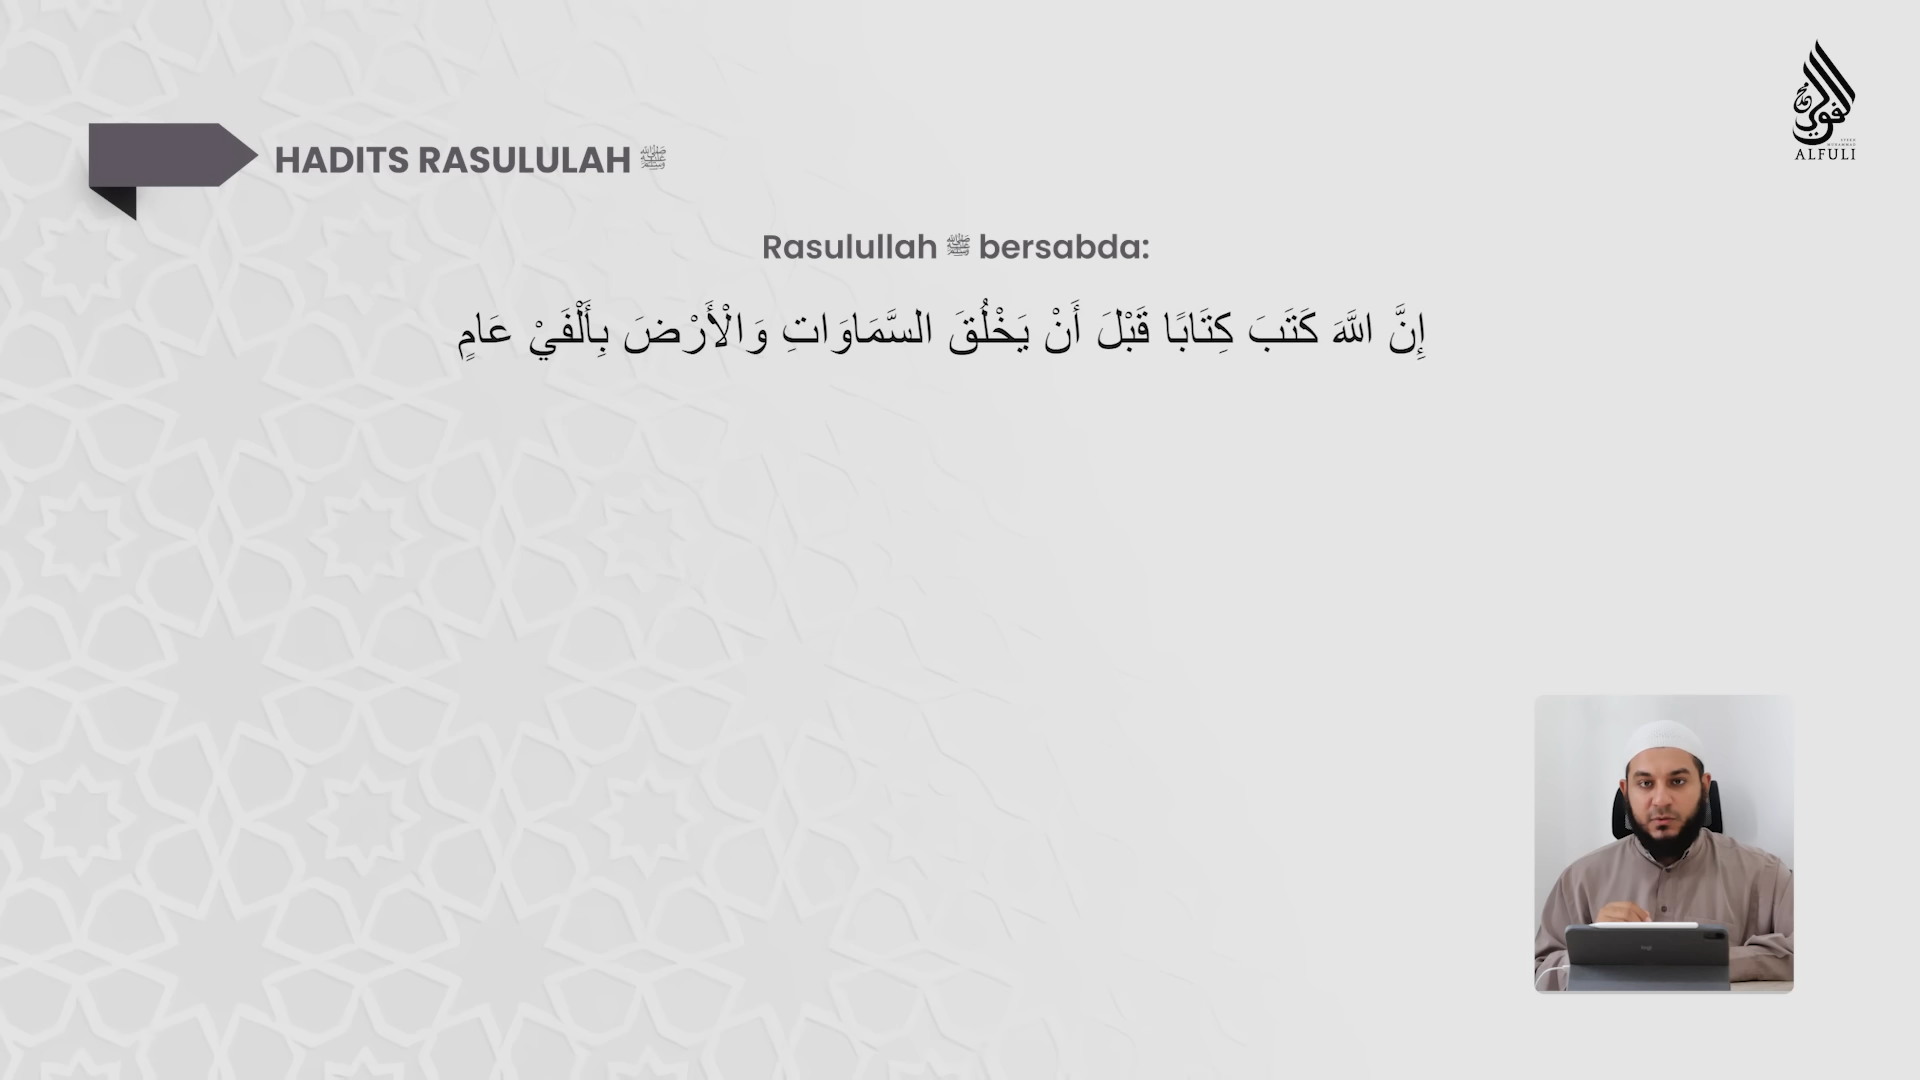 HADITS RASULULAH ﷺ
Rasulullah ﷺ bersabda:
إِنَّ اللَّهَ كَتَبَ كِتَابًا قَبْلَ أَنْ يَخْلُقَ السَّمَاوَاتِ وَالْأَرْضَ بِأَلْفَيْ عَامٍ
ALFULI